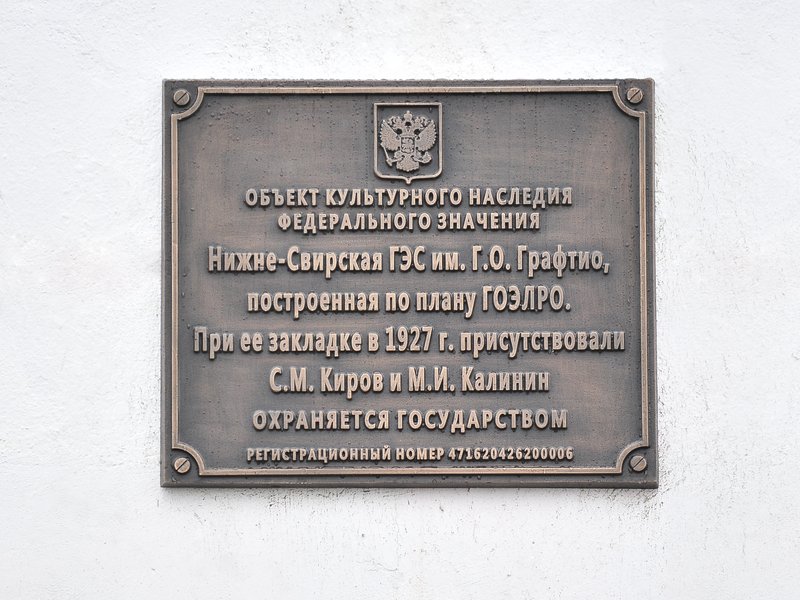 ОБЪЕКТ КУЛЬТУРНОГО НАСЛЕДИЯ
ФЕДЕРАЛЬНОГО ЗНАЧЕНИЯ
Нижне-Свирская ГЭС им. Г.О. Графтио,
построенная по плану ГОЭЛРО.
При ее закладке в 1927 г. присутствовали
С.М. Киров и М.И. Калинин
ОХРАНЯЕТСЯ ГОСУДАРСТВОМ
РЕГИСТРАЦИОННЫЙ НОМЕР 471620426200006